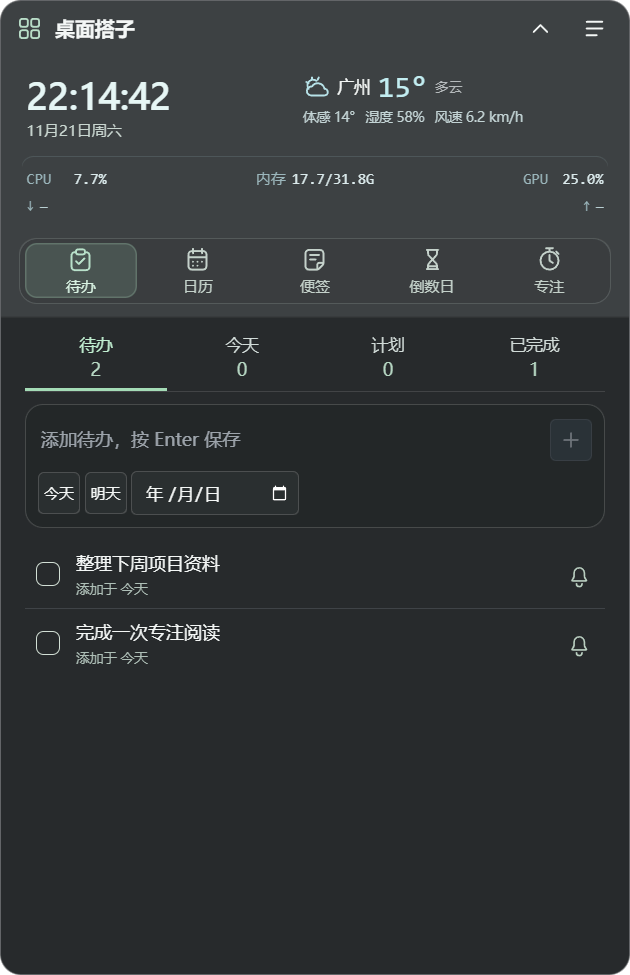 桌面搭子
22:14:42
11月21日周六
广州 15° 多云
体感 14° 湿度 58% 风速 6.2 km/h
CPU 7.7% 内存 17.7/31.8G GPU 25.0%
↓ – ↑ –
待办 日历 便签 倒数日 专注
待办 今天 计划 已完成
2 0 0 1
添加待办，按 Enter 保存
今天 明天 年 /月/日
整理下周项目资料
添加于 今天
完成一次专注阅读
添加于 今天